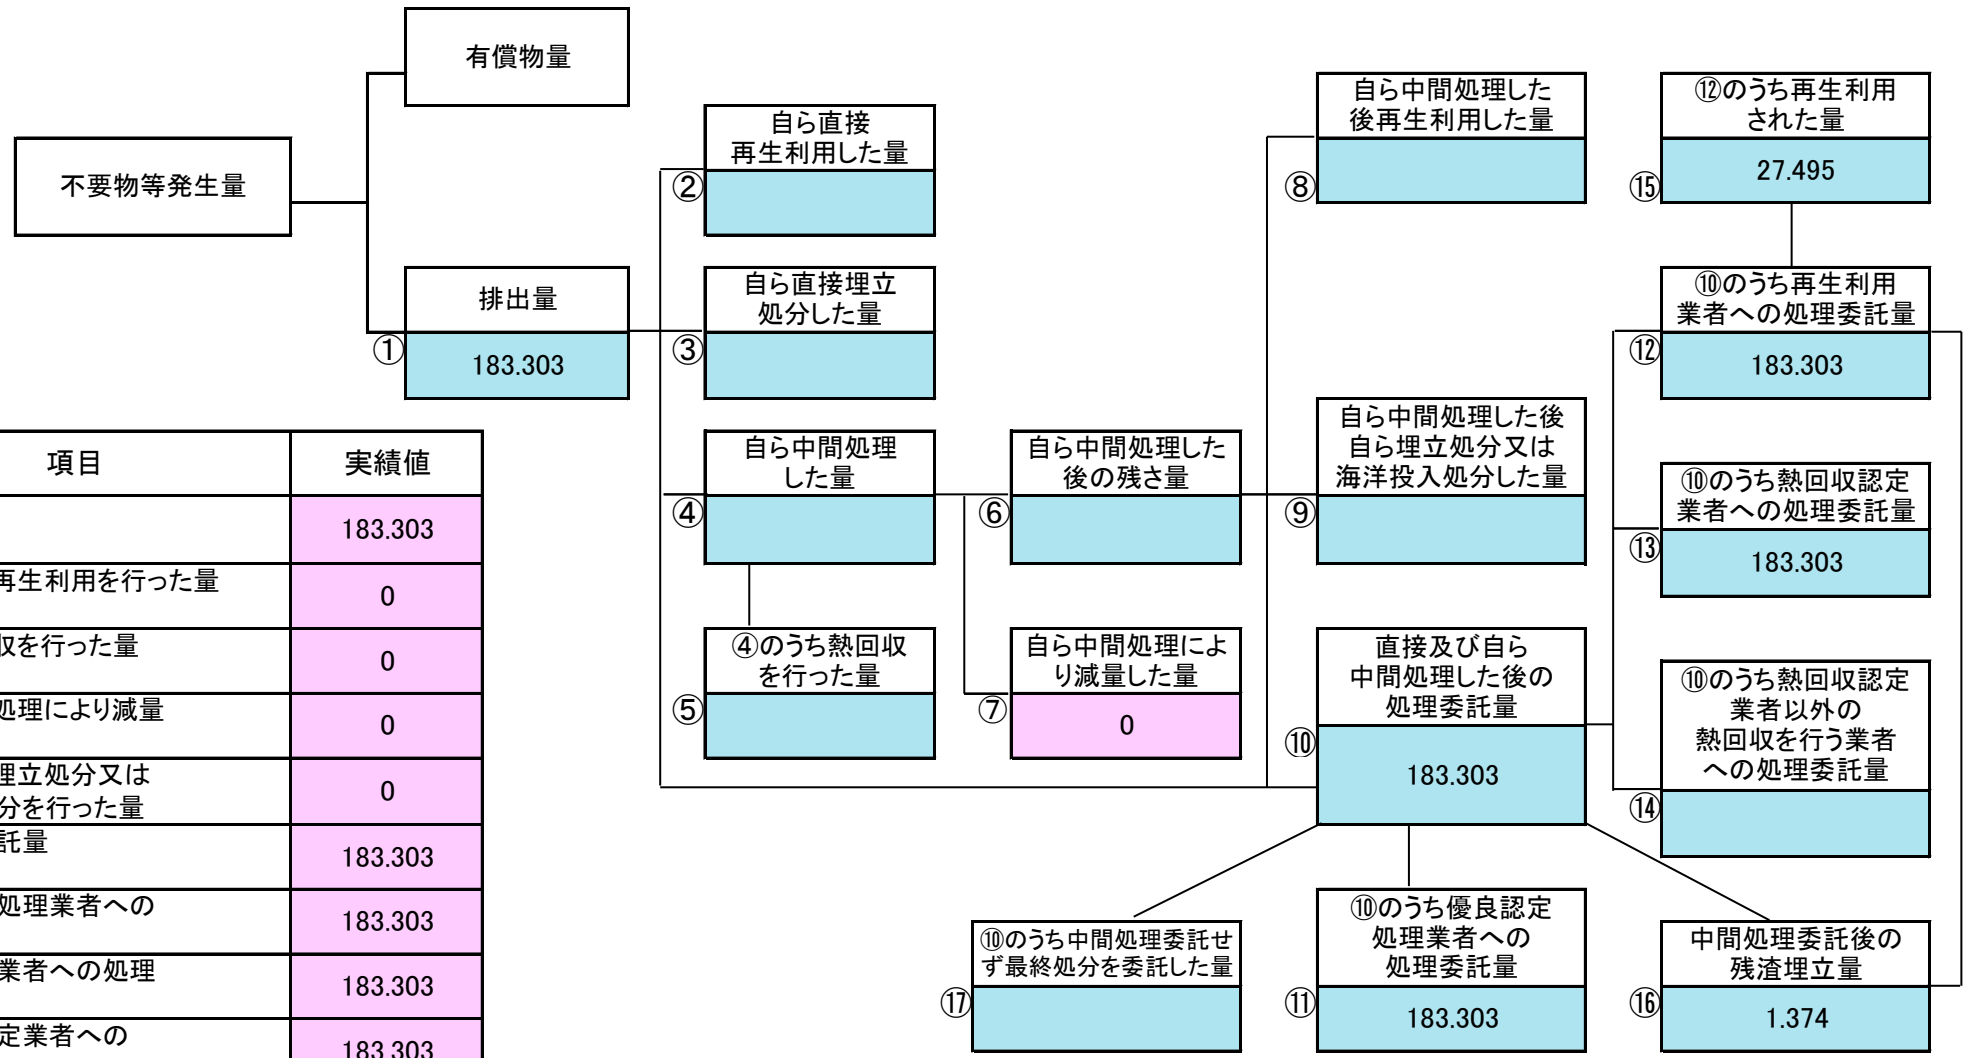 有償物量
不要物等発生量
排出量
①
183.303
自ら直接
再生利用した量
②
自ら直接埋立
処分した量
③
自ら中間処理
した量
④
④のうち熱回収
を行った量
⑤
自ら中間処理した
後の残さ量
⑥
自ら中間処理によ
り減量した量
⑦
0
自ら中間処理した
後再生利用した量
⑧
自ら中間処理した後
自ら埋立処分又は
海洋投入処分した量
⑨
直接及び自ら
中間処理した後の
処理委託量
⑩
183.303
⑩のうち優良認定
処理業者への
処理委託量
⑪
183.303
⑩のうち中間処理委託せ
ず最終処分を委託した量
⑰
⑫のうち再生利用
された量
⑮
27.495
⑩のうち再生利用
業者への処理委託量
⑫
183.303
⑩のうち熱回収認定
業者への処理委託量
⑬
183.303
⑩のうち熱回収認定
業者以外の
熱回収を行う業者
への処理委託量
⑭
中間処理委託後の
残渣埋立量
⑯
1.374
項目 実績値
183.303
再生利用を行った量 0
収を行った量 0
処理により減量 0
埋立処分又は
分を行った量 0
託量 183.303
処理業者への 183.303
業者への処理 183.303
定業者への 183.303